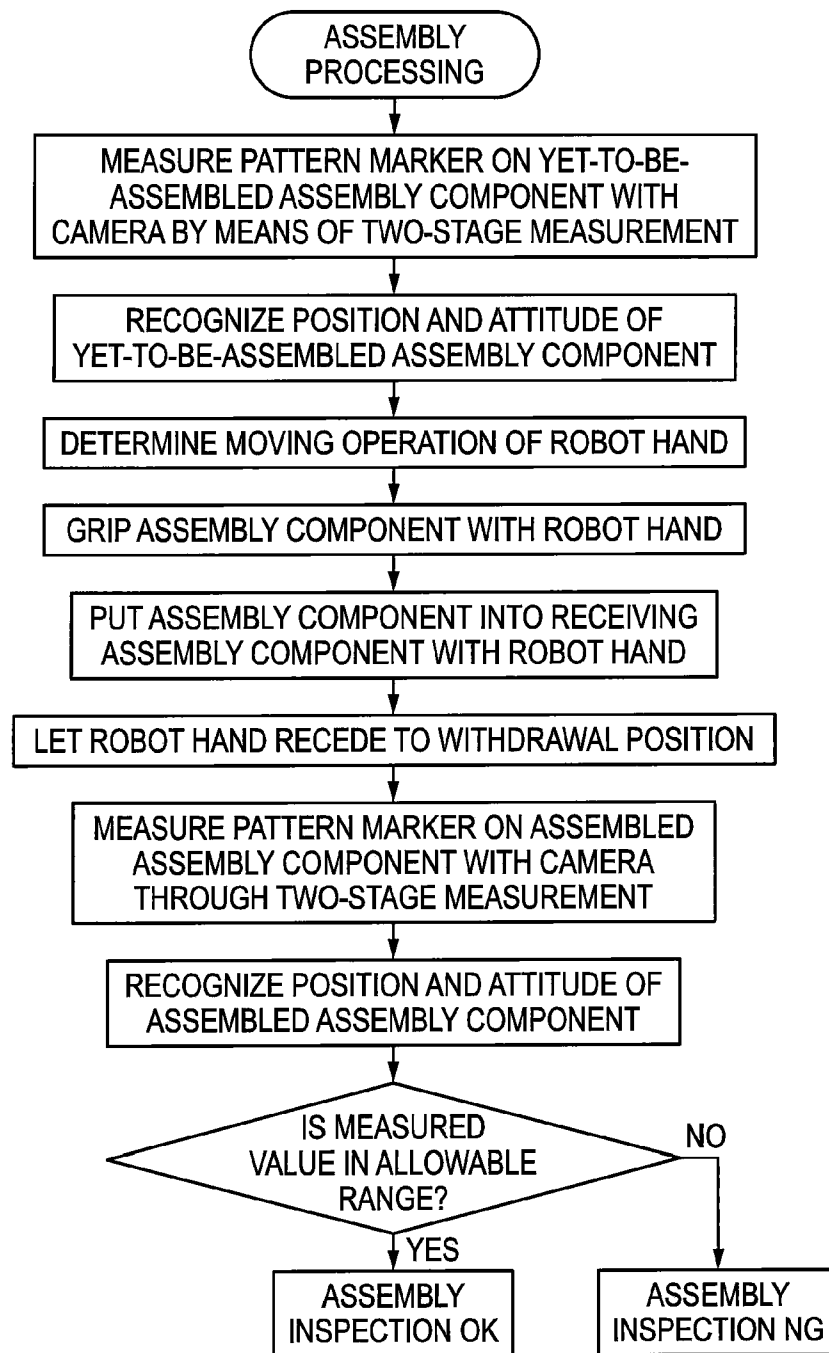 ASSEMBLY
PROCESSING
MEASURE PATTERN MARKER ON YET-TO-BE-
ASSEMBLED ASSEMBLY COMPONENT WITH
CAMERA BY MEANS OF TWO-STAGE MEASUREMENT
RECOGNIZE POSITION AND ATTITUDE OF
YET-TO-BE-ASSEMBLED ASSEMBLY COMPONENT
DETERMINE MOVING OPERATION OF ROBOT HAND
GRIP ASSEMBLY COMPONENT WITH ROBOT HAND
PUT ASSEMBLY COMPONENT INTO RECEIVING
ASSEMBLY COMPONENT WITH ROBOT HAND
LET ROBOT HAND RECEDE TO WITHDRAWAL POSITION
MEASURE PATTERN MARKER ON ASSEMBLED
ASSEMBLY COMPONENT WITH CAMERA
THROUGH TWO-STAGE MEASUREMENT
RECOGNIZE POSITION AND ATTITUDE OF
ASSEMBLED ASSEMBLY COMPONENT
IS MEASURED
VALUE IN ALLOWABLE
RANGE?
NO
YES
ASSEMBLY
INSPECTION OK
ASSEMBLY
INSPECTION NG